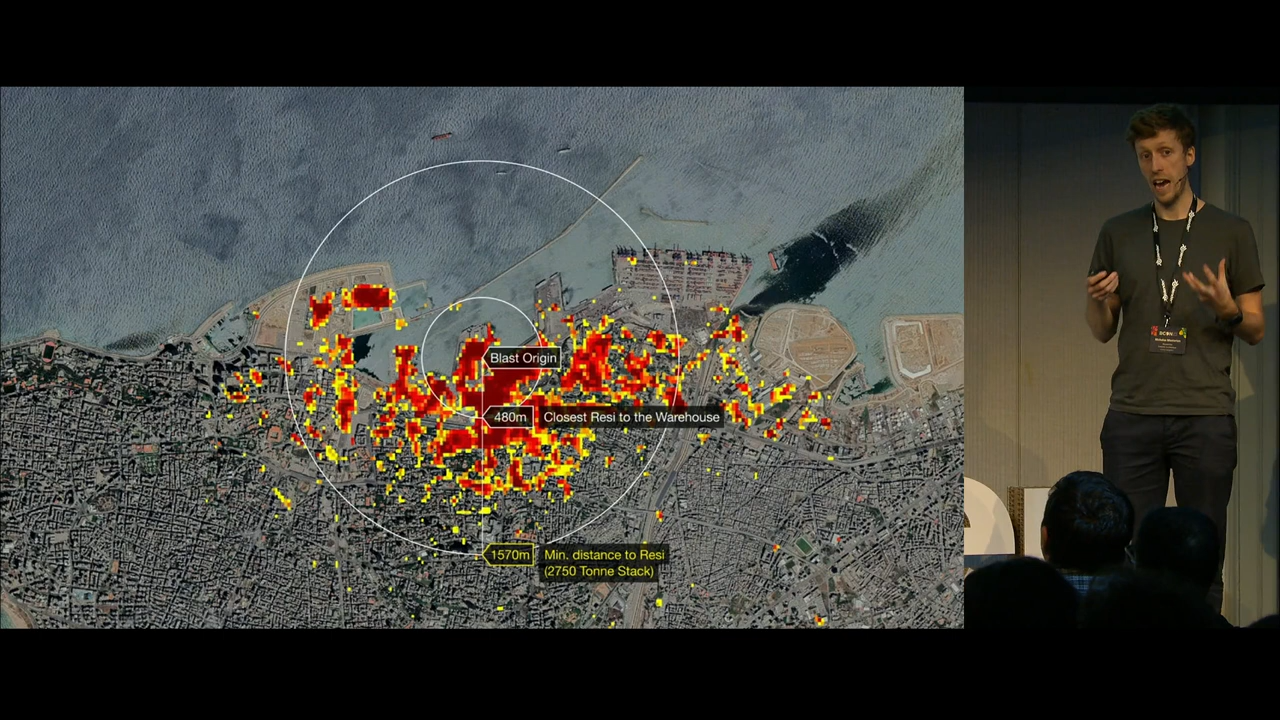 Blast Origin
480m
Closest Resi to the Warehouse
1570m
Min. distance to Resi
(2750 Tonne Stack)